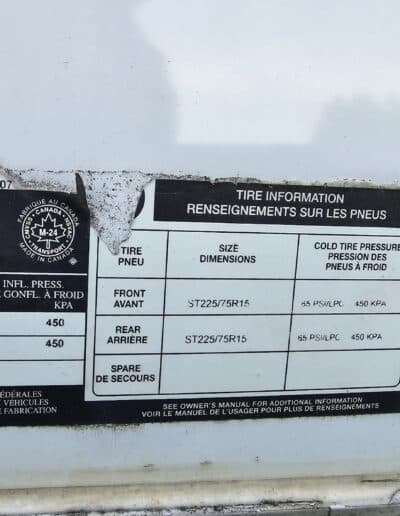 07
FABRIQUÉ AU CANADA
CANADA
M-24
TRANSPORT
MADE IN CANADA
INFL. PRESS.
GONFL. À FROID
KPA
450
450
ÉDÉRALES
VÉHICULES
FABRICATION
TIRE INFORMATION
RENSEIGNEMENTS SUR LES PNEUS
TIRE
PNEU
SIZE
DIMENSIONS
COLD TIRE PRESSURE
PRESSION DES
PNEUS À FROID
FRONT
AVANT
ST225/75R15
65 PSI/LPC 450 KPA
REAR
ARRIÈRE
ST225/75R15
65 PSI/LPC 450 KPA
SPARE
DE SECOURS
SEE OWNER'S MANUAL FOR ADDITIONAL INFORMATION
VOIR LE MANUEL DE L'USAGER POUR PLUS DE RENSEIGNEMENTS